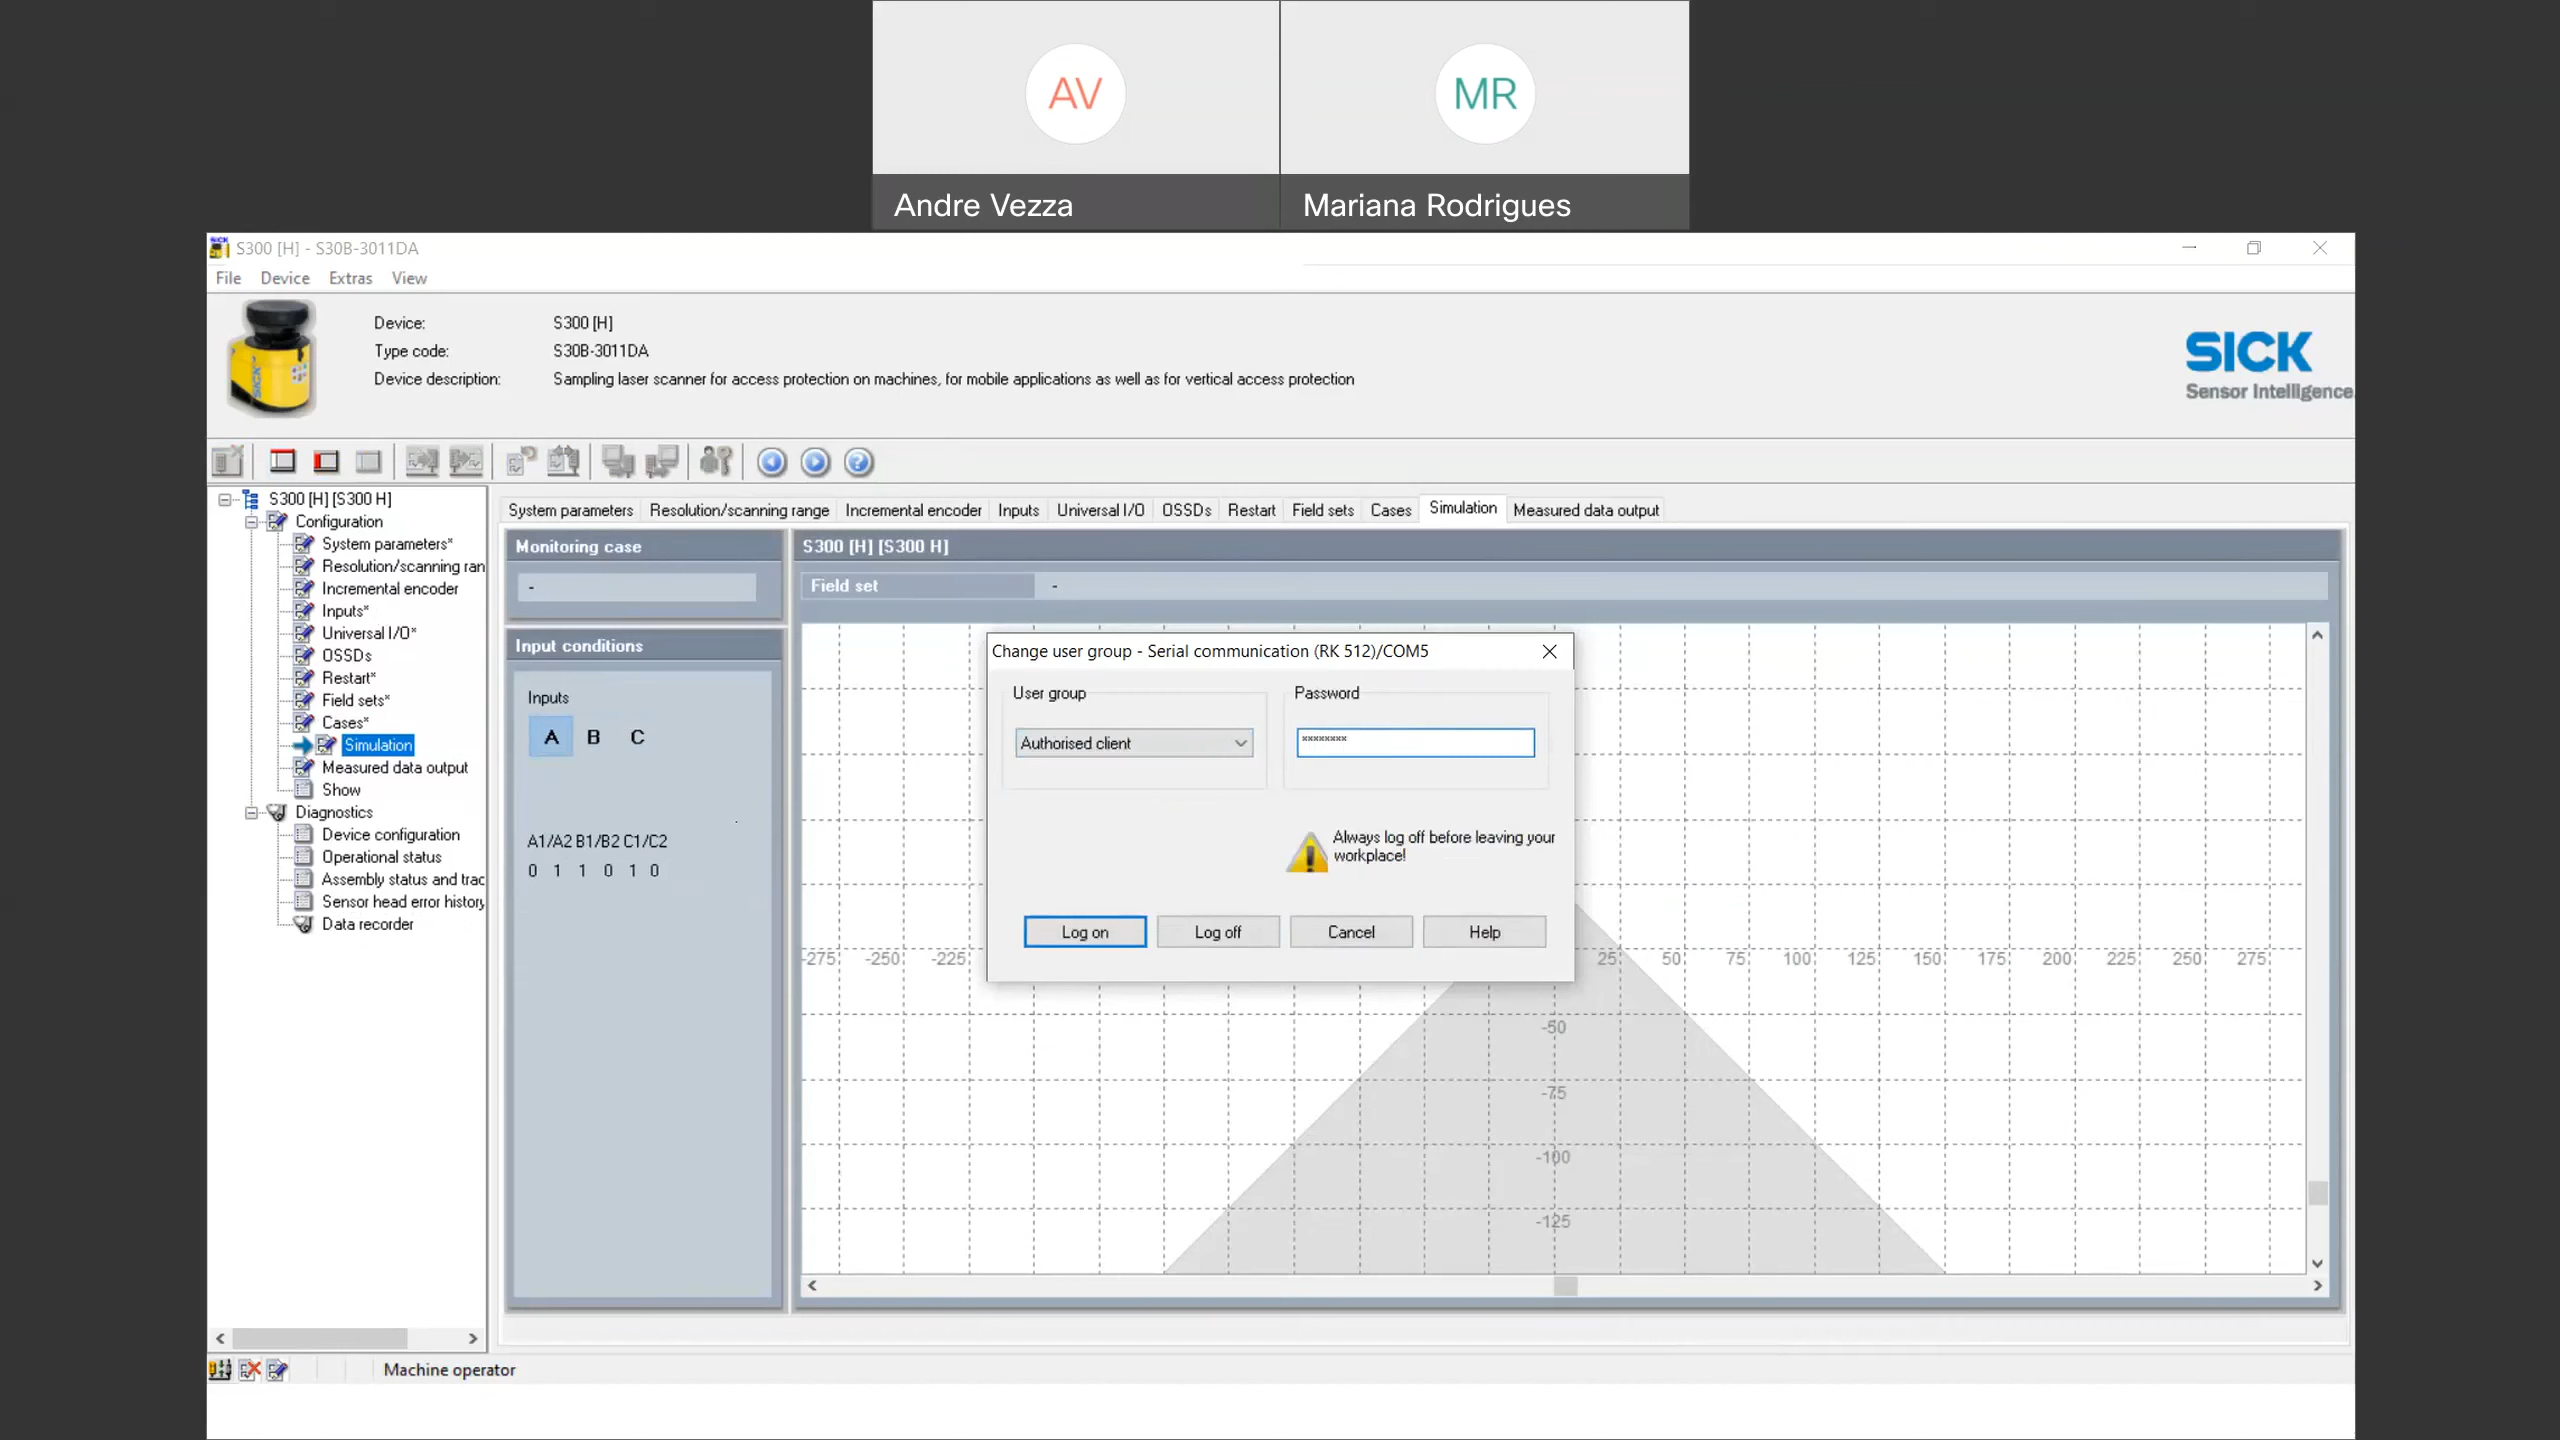 AV
MR
Andre Vezza
Mariana Rodrigues
S300 [H] - S30B-3011DA
File Device Extras View
Device: S300 [H]
Type code: S30B-3011DA
Device description: Sampling laser scanner for access protection on machines, for mobile applications as well as for vertical access protection
SICK
Sensor Intelligence
S300 [H] [S300 H]
Configuration
System parameters*
Resolution/scanning ran
Incremental encoder
Inputs*
Universal I/O*
OSSDs
Restart*
Field sets*
Cases*
Simulation
Measured data output
Show
Diagnostics
Device configuration
Operational status
Assembly status and trac
Sensor head error history
Data recorder
System parameters Resolution/scanning range Incremental encoder Inputs Universal I/O OSSDs Restart Field sets Cases Simulation Measured data output
Monitoring case
-
Input conditions
Inputs
A B C
A1/A2 B1/B2 C1/C2
0 1 1 0 1 0
S300 [H] [S300 H]
Field set -
Change user group - Serial communication (RK 512)/COM5
User group
Authorised client
Password
********
Always log off before leaving your
workplace!
Log on Log off Cancel Help
-275 -250 -225 25 50 75 100 125 150 175 200 225 250 275
-50
-75
-100
-125
Machine operator